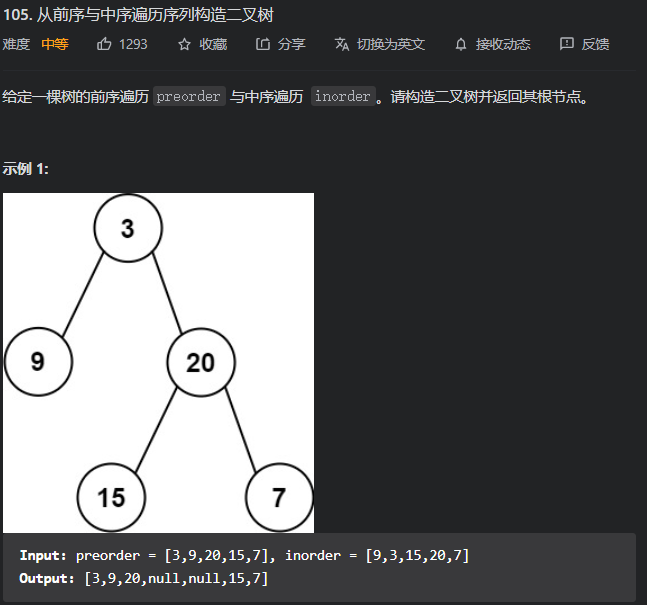 105. 从前序与中序遍历序列构造二叉树
难度 中等 1293 收藏 分享 切换为英文 接收动态 反馈
给定一棵树的前序遍历 preorder 与中序遍历 inorder。请构造二叉树并返回其根节点。
示例 1:
3
9 20
15 7
Input: preorder = [3,9,20,15,7], inorder = [9,3,15,20,7]
Output: [3,9,20,null,null,15,7]